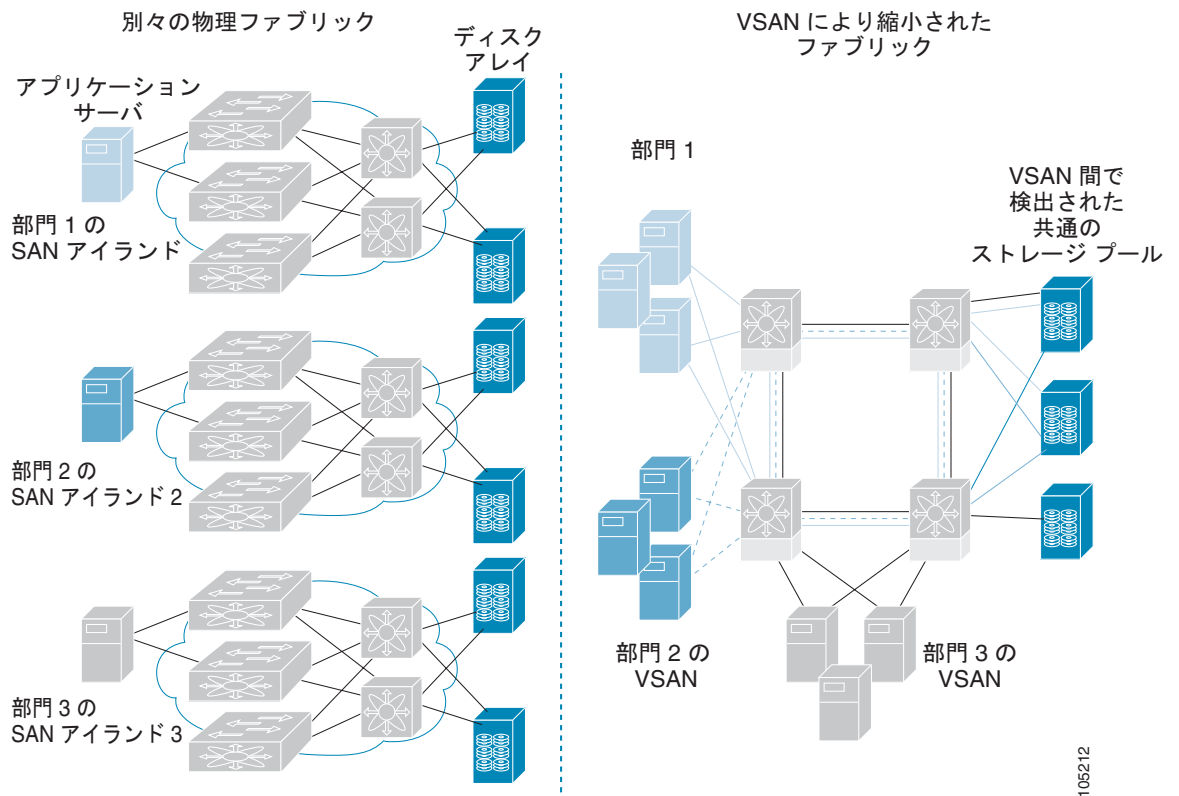 別々の物理ファブリック
ディスク
アレイ
アプリケーション
サーバ
部門 1 の
SAN アイランド
部門 2 の
SAN アイランド 2
部門 3 の
SAN アイランド 3
VSAN により縮小された
ファブリック
部門 1
VSAN 間で
検出された
共通の
ストレージ プール
部門 2 の
VSAN
部門 3 の
VSAN
105212